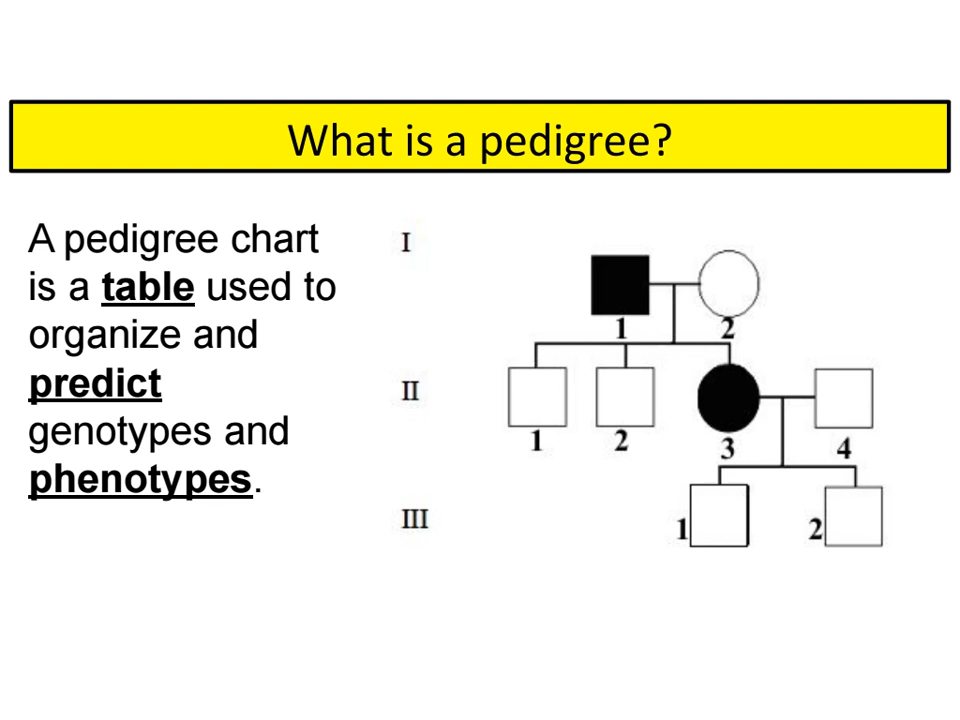 What is a pedigree?
A pedigree chart
is a table used to
organize and
predict
genotypes and
phenotypes.
I
1 2
II
1 2 3 4
III
1 2